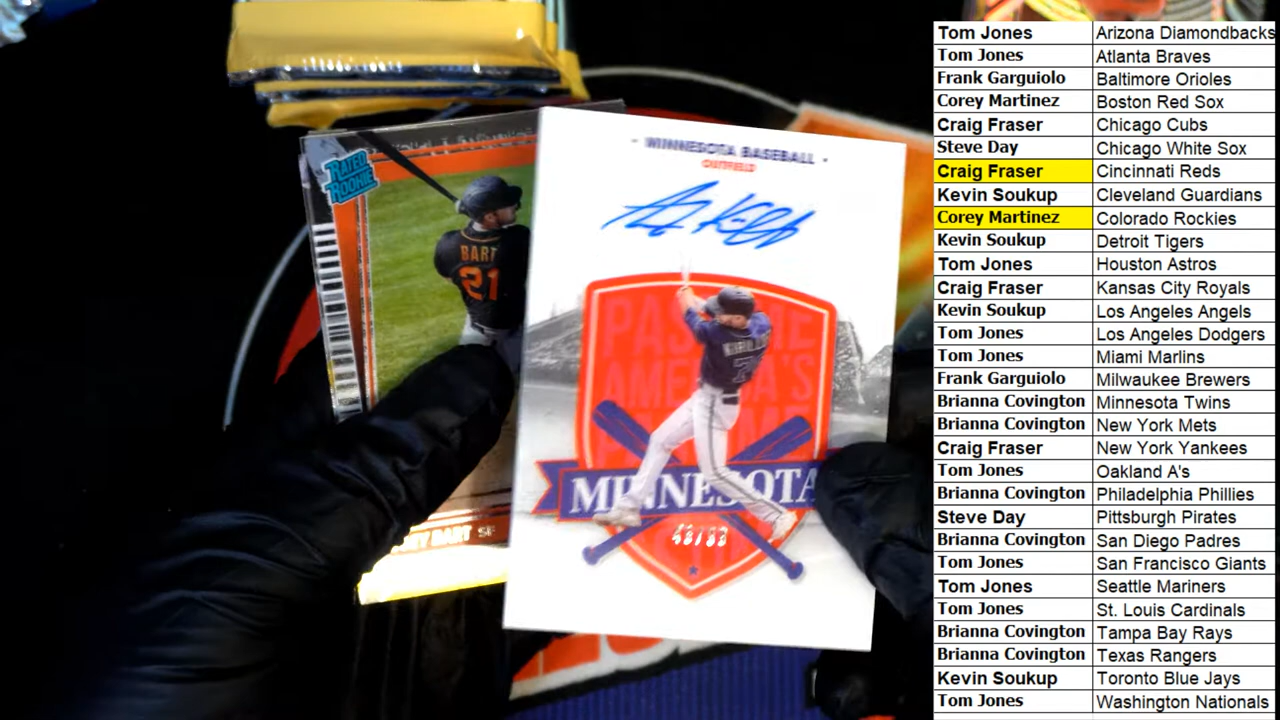 RATED
ROOKIE
BART
21
BART SF
- MINNESOTA BASEBALL -
OUTFIELD
MINNESOTA
Tom Jones Arizona Diamondbacks
Tom Jones Atlanta Braves
Frank Garguiolo Baltimore Orioles
Corey Martinez Boston Red Sox
Craig Fraser Chicago Cubs
Steve Day Chicago White Sox
Craig Fraser Cincinnati Reds
Kevin Soukup Cleveland Guardians
Corey Martinez Colorado Rockies
Kevin Soukup Detroit Tigers
Tom Jones Houston Astros
Craig Fraser Kansas City Royals
Kevin Soukup Los Angeles Angels
Tom Jones Los Angeles Dodgers
Tom Jones Miami Marlins
Frank Garguiolo Milwaukee Brewers
Brianna Covington Minnesota Twins
Brianna Covington New York Mets
Craig Fraser New York Yankees
Tom Jones Oakland A's
Brianna Covington Philadelphia Phillies
Steve Day Pittsburgh Pirates
Brianna Covington San Diego Padres
Tom Jones San Francisco Giants
Tom Jones Seattle Mariners
Tom Jones St. Louis Cardinals
Brianna Covington Tampa Bay Rays
Brianna Covington Texas Rangers
Kevin Soukup Toronto Blue Jays
Tom Jones Washington Nationals